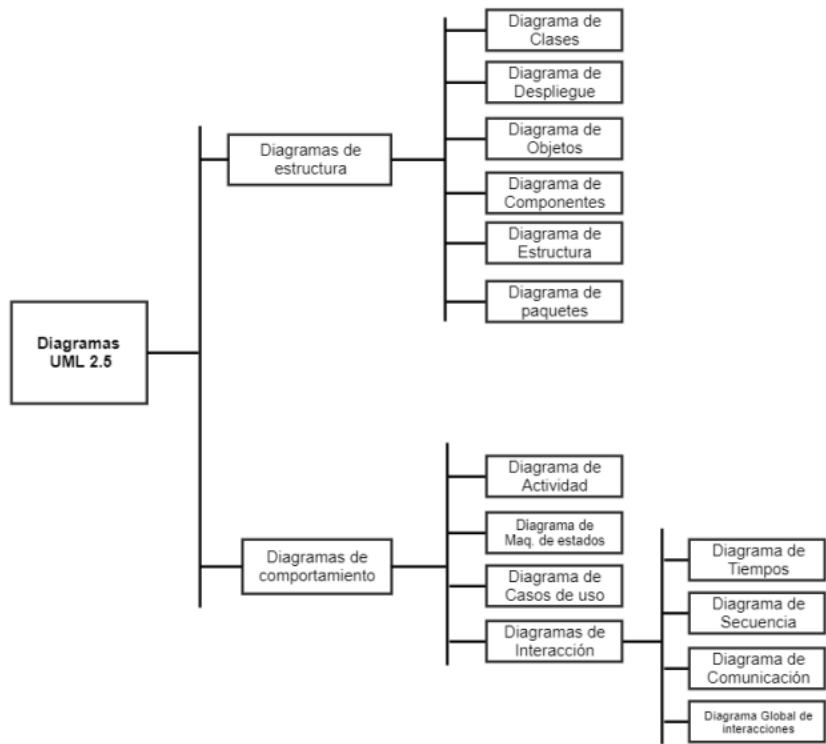 Diagramas
UML 2.5
Diagramas de
estructura
Diagrama de
Clases
Diagrama de
Despliegue
Diagrama de
Objetos
Diagrama de
Componentes
Diagrama de
Estructura
Diagrama de
paquetes
Diagramas de
comportamiento
Diagrama de
Actividad
Diagrama de
Maq. de estados
Diagrama de
Casos de uso
Diagramas de
Interacción
Diagrama de
Tiempos
Diagrama de
Secuencia
Diagrama de
Comunicación
Diagrama Global de
interacciones